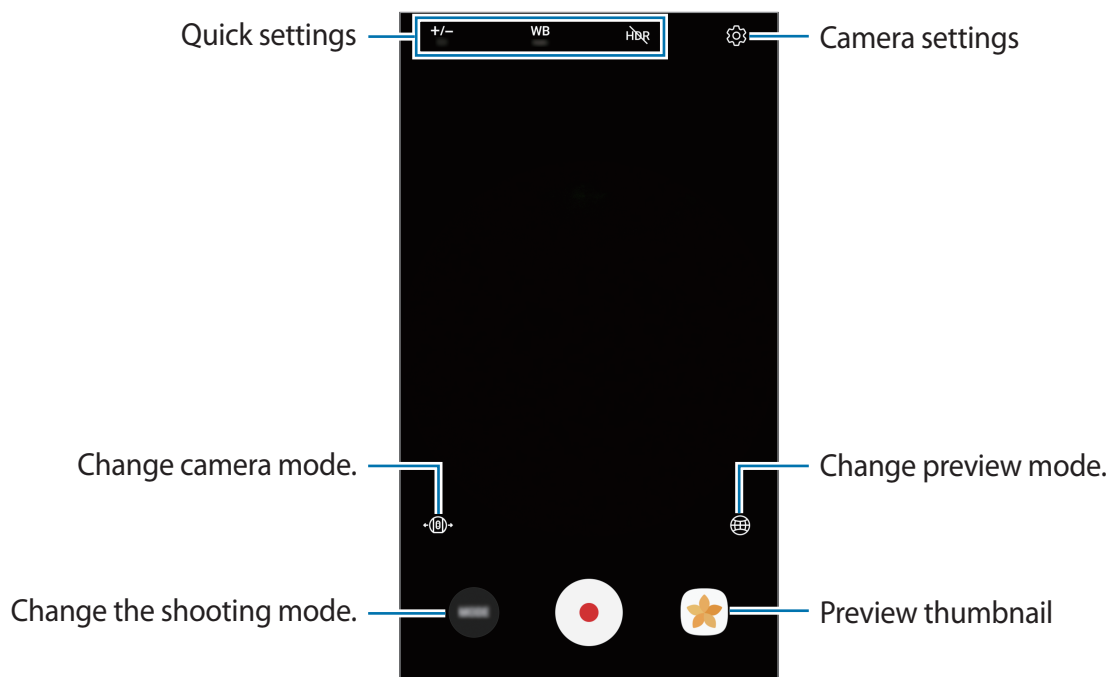 Quick settings
+/-
WB
HDR
Camera settings
Change camera mode.
Change preview mode.
Change the shooting mode.
Preview thumbnail